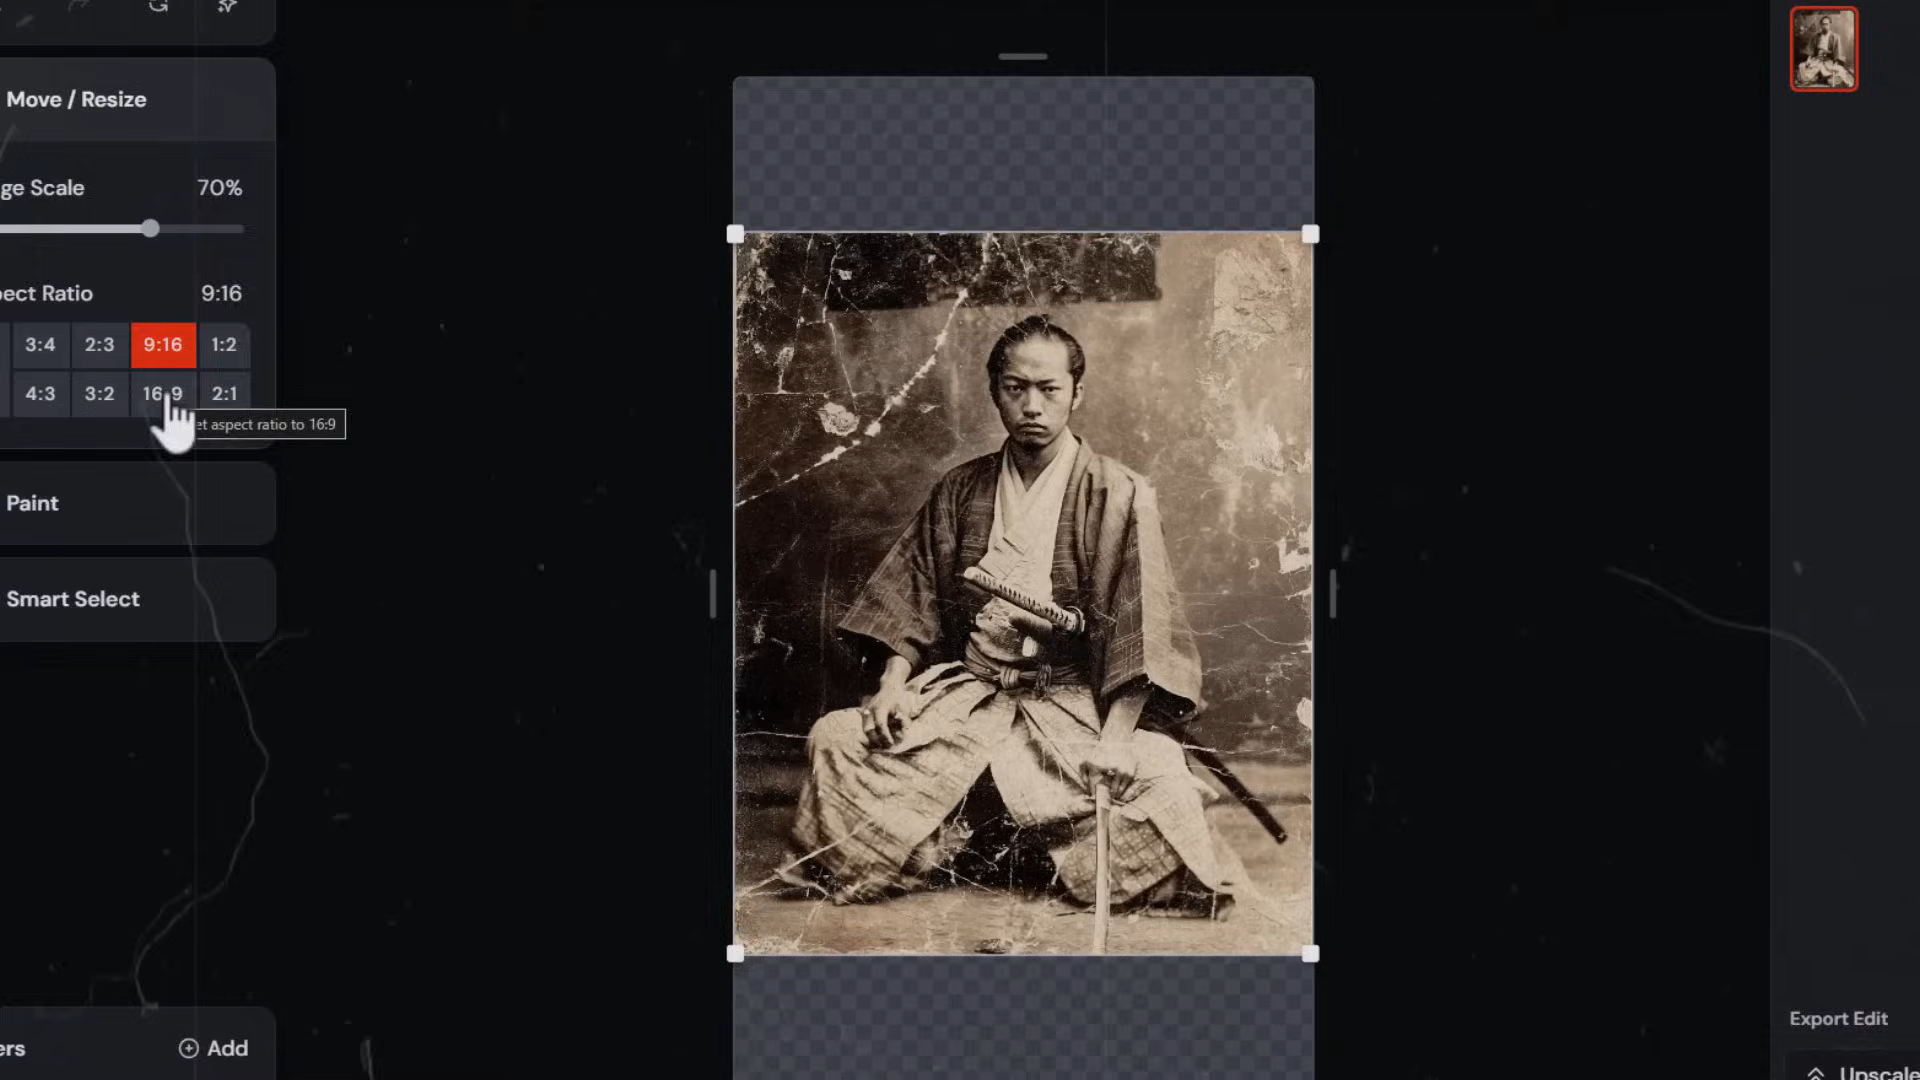 Move / Resize
ge Scale 70%
ect Ratio 9:16
3:4 2:3 9:16 1:2
4:3 3:2 16:9 2:1
et aspect ratio to 16:9
Paint
Smart Select
ers Add
Export Edit
Upscale